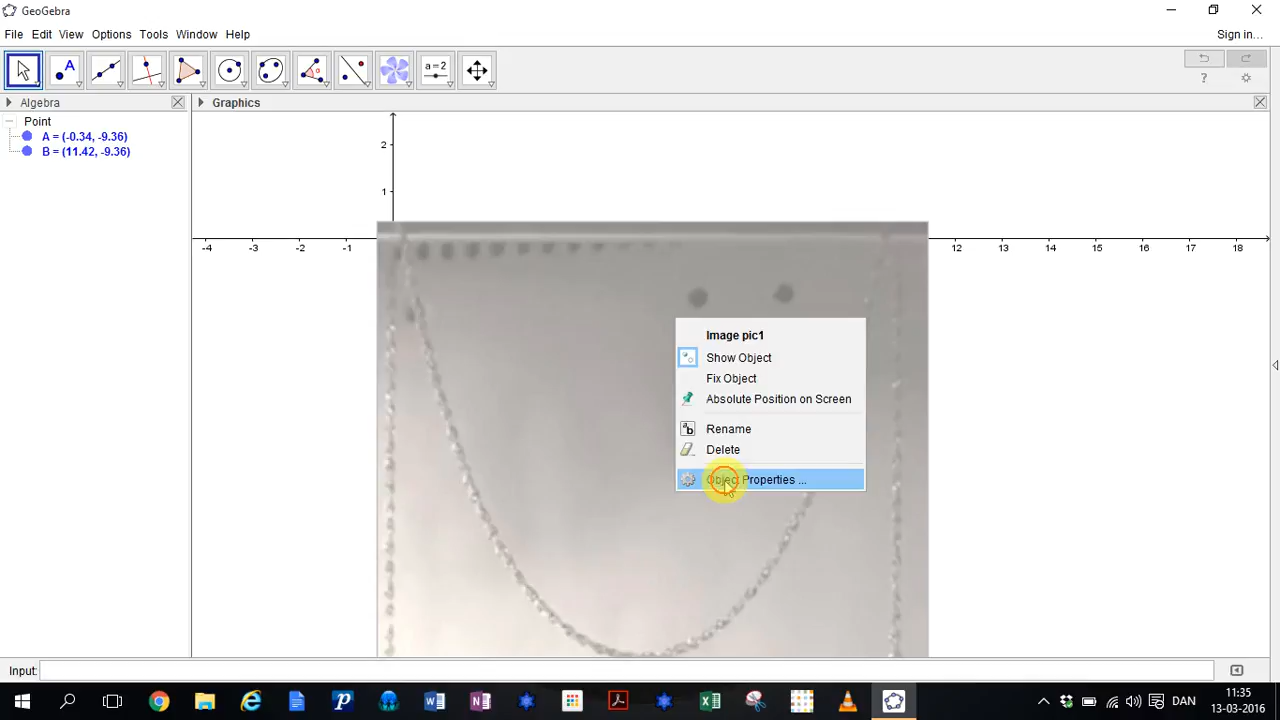 GeoGebra
File Edit View Options Tools Window Help
Sign in...
A
a = 2
?
Algebra
Graphics
Point
A = (-0.34, -9.36)
B = (11.42, -9.36)
2
1
-4 -3 -2 -1 12 13 14 15 16 17 18
Image pic1
Show Object
Fix Object
Absolute Position on Screen
ab Rename
Delete
Object Properties ...
Input:
DAN
11:35
13-03-2016